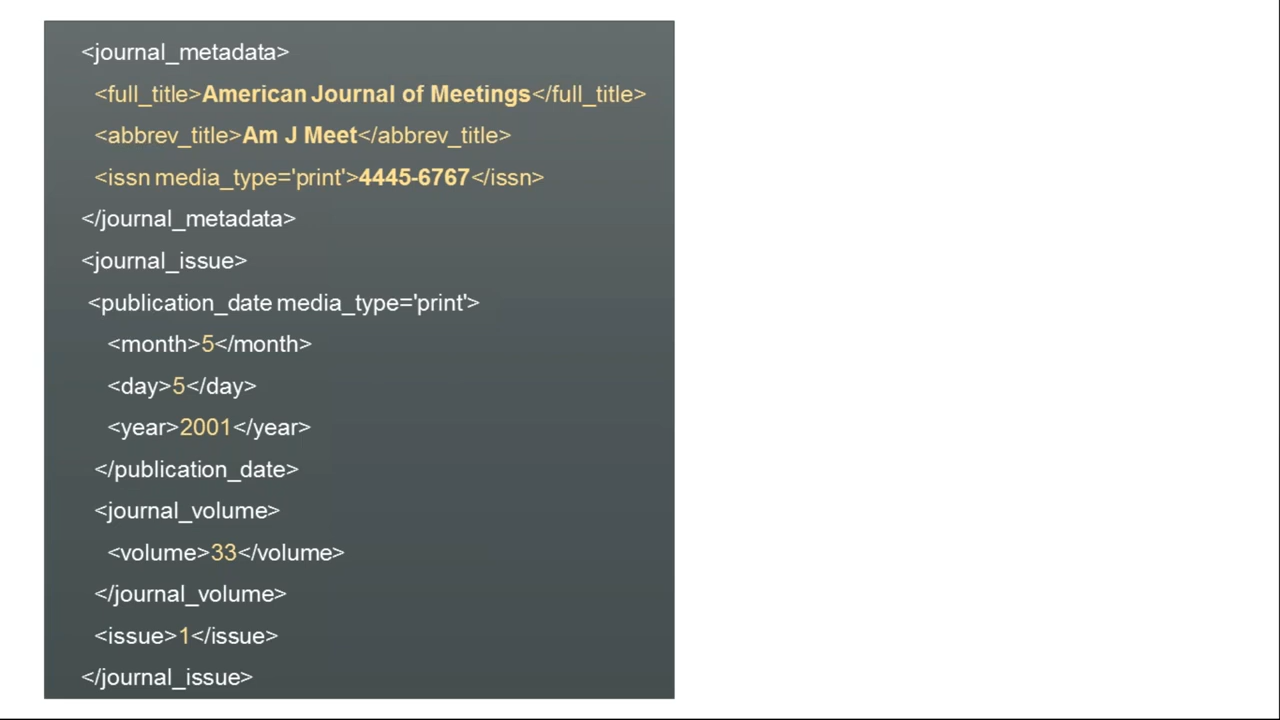 <journal_metadata>
<full_title>American Journal of Meetings</full_title>
<abbrev_title>Am J Meet</abbrev_title>
<issn media_type='print'>4445-6767</issn>
</journal_metadata>
<journal_issue>
<publication_date media_type='print'>
<month>5</month>
<day>5</day>
<year>2001</year>
</publication_date>
<journal_volume>
<volume>33</volume>
</journal_volume>
<issue>1</issue>
</journal_issue>